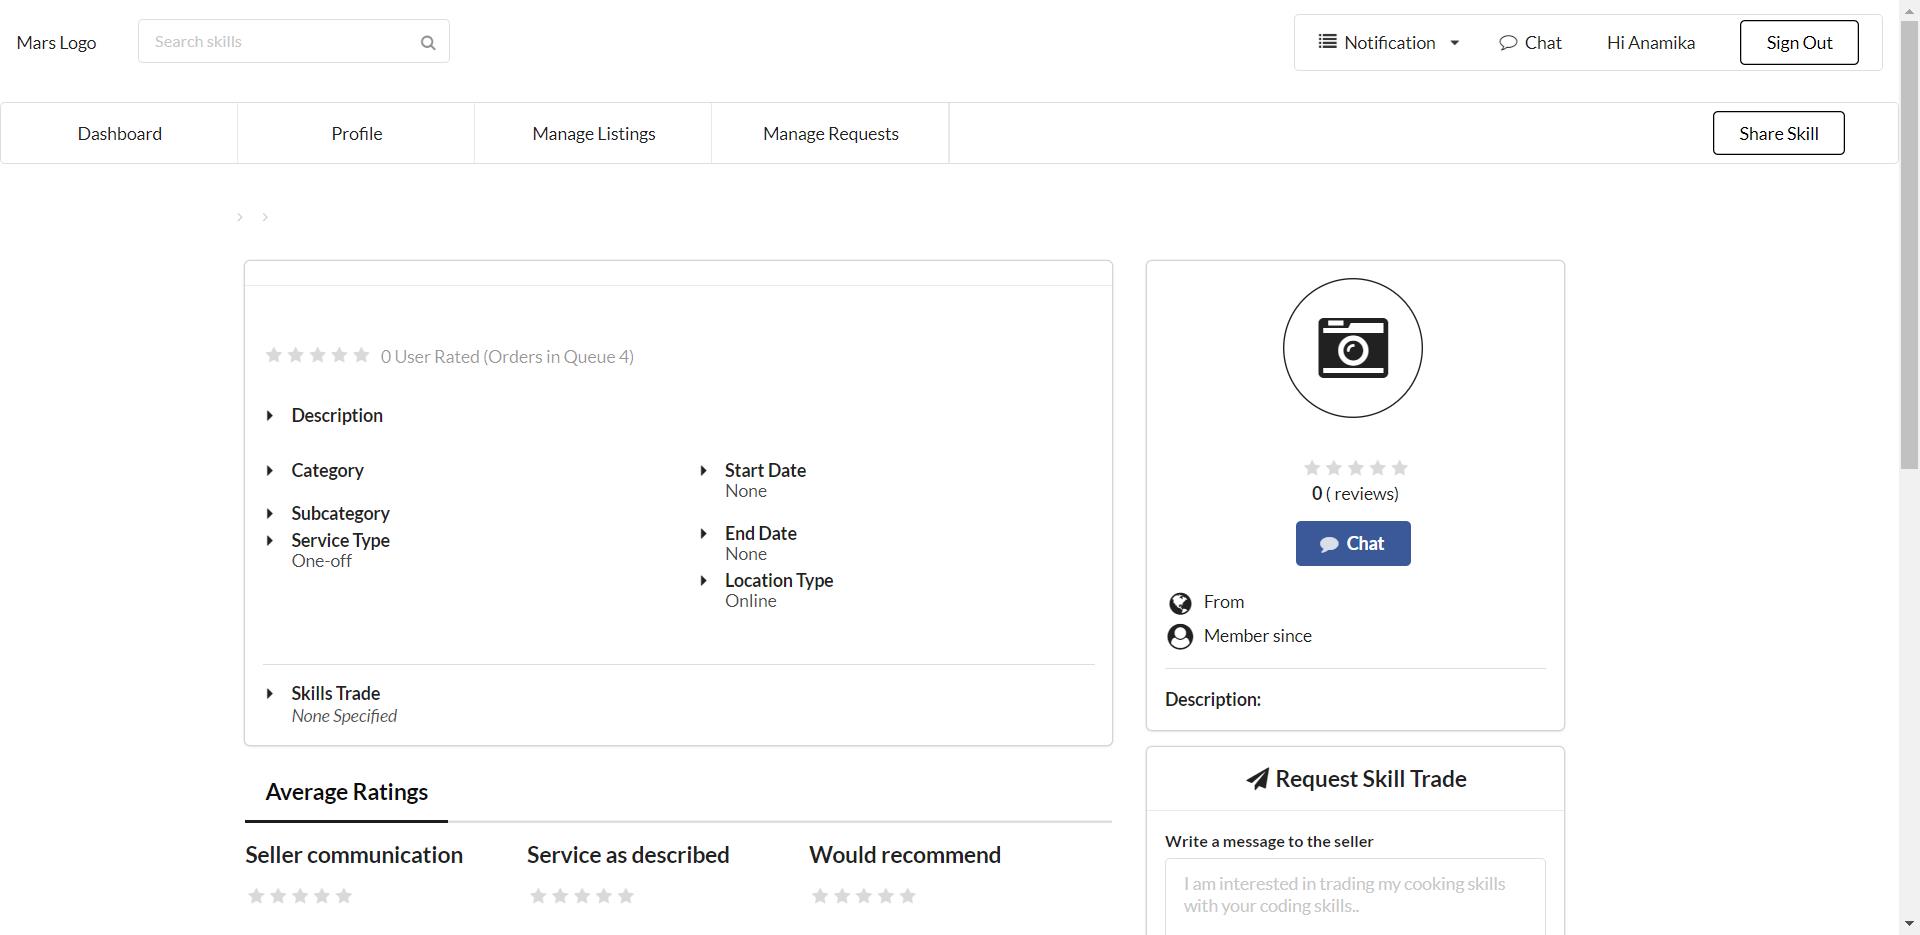 Mars Logo
Search skills
Notification
Chat
Hi Anamika
Sign Out
Dashboard
Profile
Manage Listings
Manage Requests
Share Skill
0 User Rated (Orders in Queue 4)
Description
Category
Subcategory
Service Type
One-off
Start Date
None
End Date
None
Location Type
Online
Skills Trade
None Specified
Average Ratings
Seller communication
Service as described
Would recommend
0 ( reviews)
Chat
From
Member since
Description:
Request Skill Trade
Write a message to the seller
I am interested in trading my cooking skills
with your coding skills..